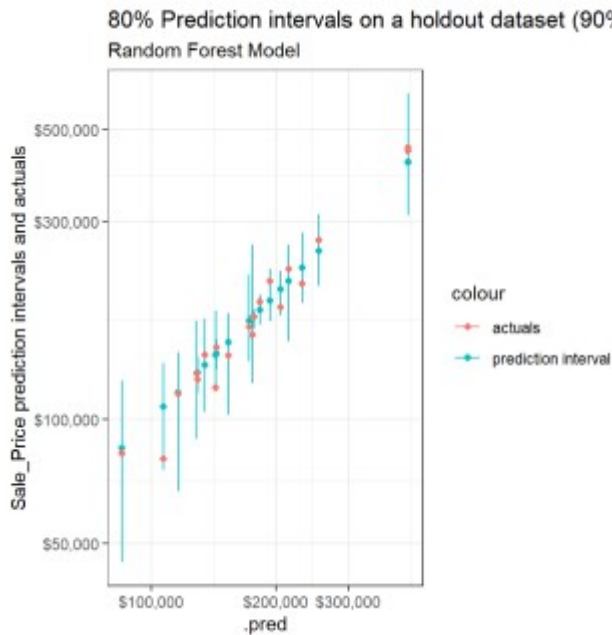 80% Prediction intervals on a holdout dataset (90%
Random Forest Model
Sale_Price prediction intervals and actuals
$500,000
$300,000
$100,000
$50,000
$100,000
$200,000
$300,000
.pred
colour
actuals
prediction interval